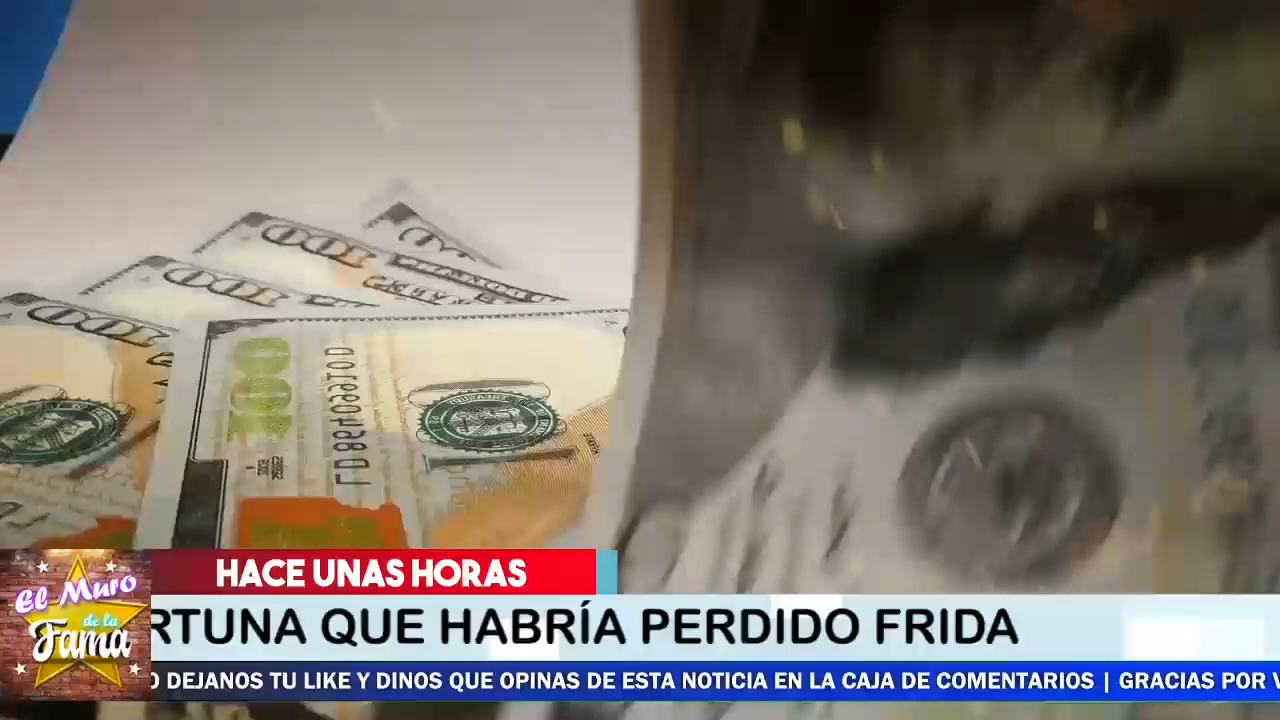 HACE UNAS HORAS
RTUNA QUE HABRÍA PERDIDO FRIDA
El Muro
de la
Fama
O DEJANOS TU LIKE Y DINOS QUE OPINAS DE ESTA NOTICIA EN LA CAJA DE COMENTARIOS | GRACIAS POR V